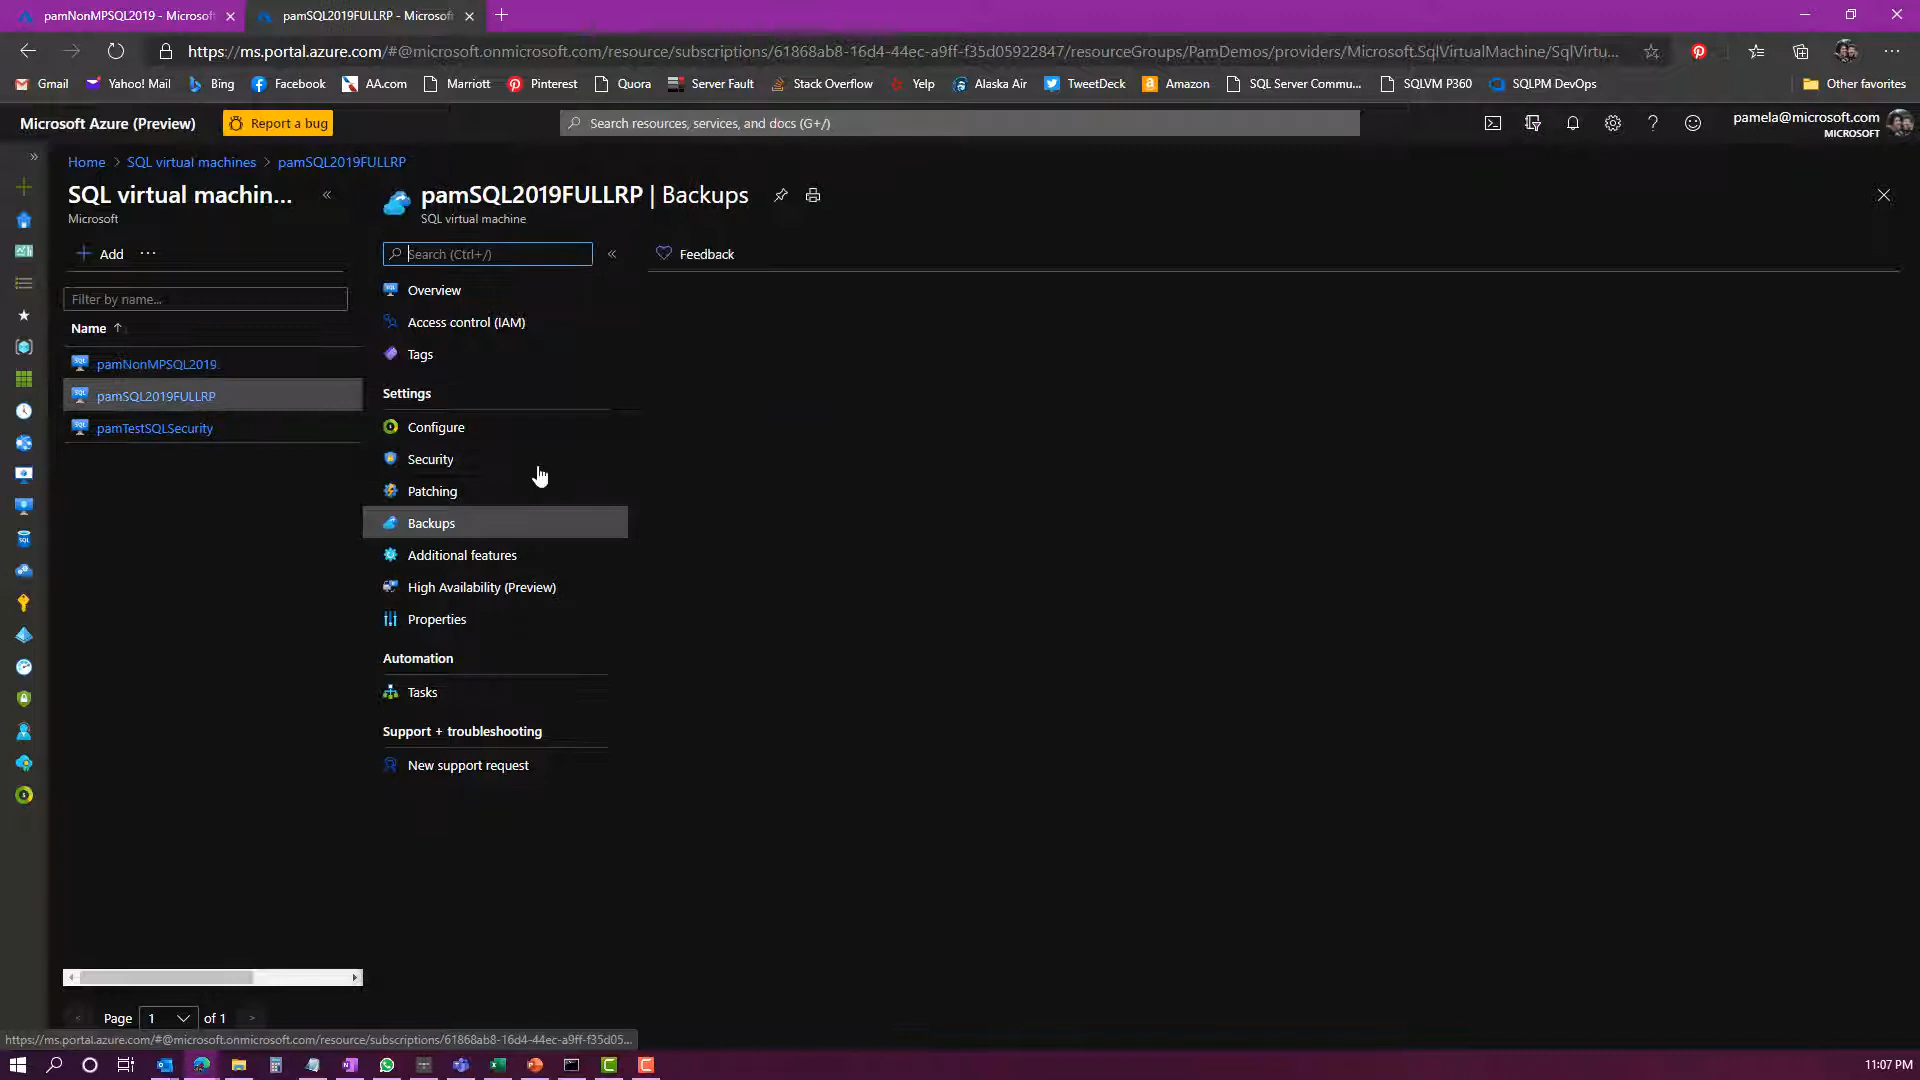 pamNonMPSQL2019 - Microsof
pamSQL2019FULLRP - Microsof
https://ms.portal.azure.com/#@microsoft.onmicrosoft.com/resource/subscriptions/61868ab8-16d4-44ec-a9ff-f35d05922847/resourceGroups/PamDemos/providers/Microsoft.SqlVirtualMachine/SqlVirtu...
Gmail
Yahoo! Mail
Bing
Facebook
AA.com
Marriott
Pinterest
Quora
Server Fault
Stack Overflow
Yelp
Alaska Air
TweetDeck
Amazon
SQL Server Commu...
SQLVM P360
SQLPM DevOps
Other favorites
Microsoft Azure (Preview)
Report a bug
Search resources, services, and docs (G+/)
pamela@microsoft.com
MICROSOFT
Home > SQL virtual machines > pamSQL2019FULLRP
SQL virtual machin...
Microsoft
Add
Filter by name...
Name ↑
pamNonMPSQL2019
pamSQL2019FULLRP
pamTestSQLSecurity
Page 1 of 1
pamSQL2019FULLRP | Backups
SQL virtual machine
Search (Ctrl+/)
Feedback
Overview
Access control (IAM)
Tags
Settings
Configure
Security
Patching
Backups
Additional features
High Availability (Preview)
Properties
Automation
Tasks
Support + troubleshooting
New support request
https://ms.portal.azure.com/#@microsoft.onmicrosoft.com/resource/subscriptions/61868ab8-16d4-44ec-a9ff-f35d05...
11:07 PM